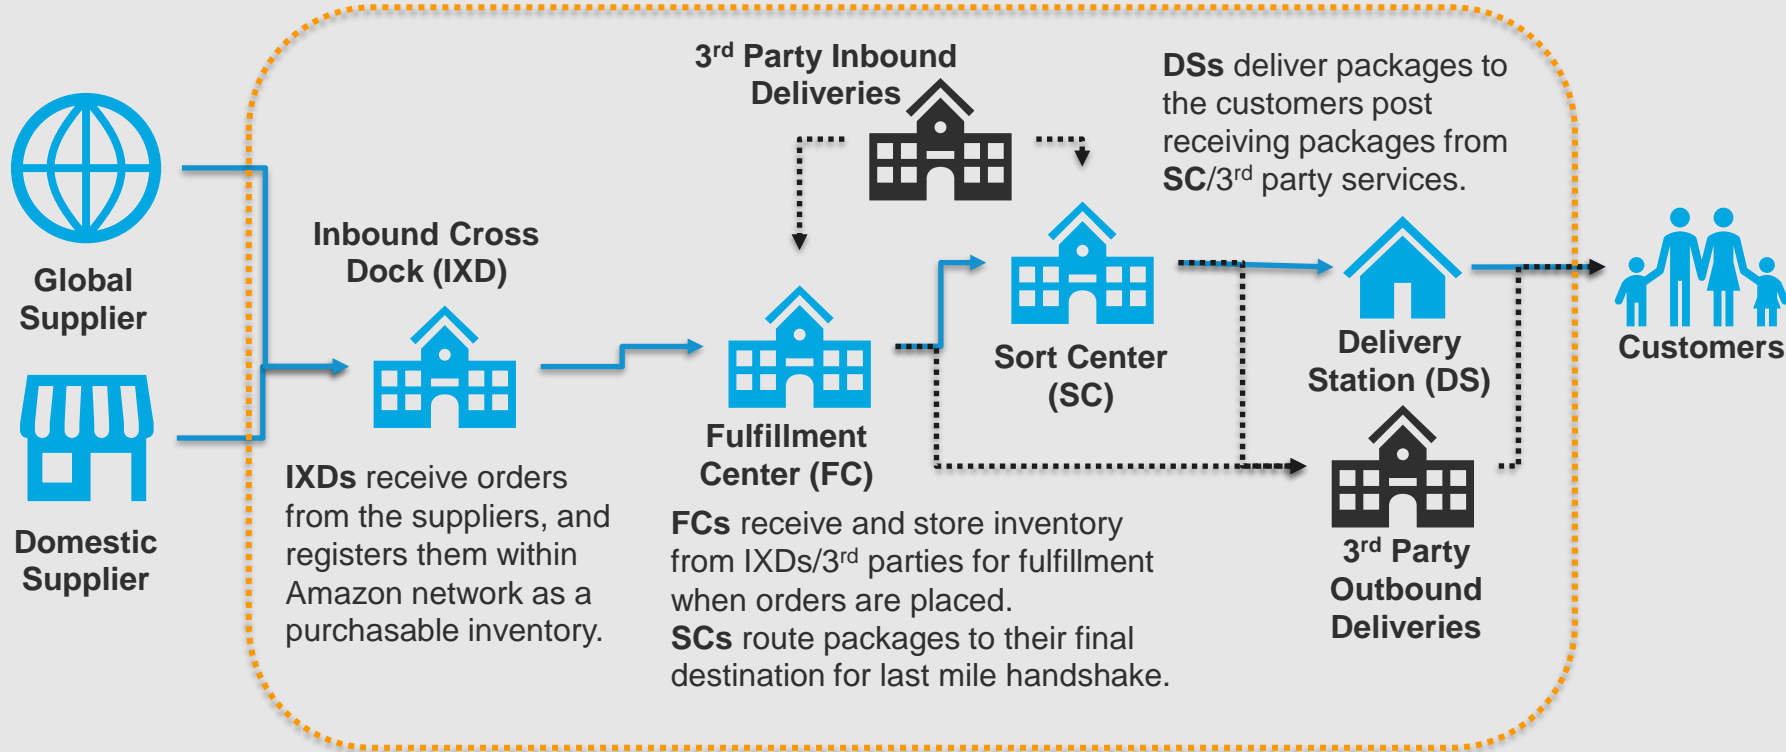 3rd Party Inbound
Deliveries
DSs deliver packages to
the customers post
receiving packages from
SC/3rd party services.
Global
Supplier
Inbound Cross
Dock (IXD)
Sort Center
(SC)
Delivery
Station (DS)
Customers
Domestic
Supplier
Fulfillment
Center (FC)
IXDs receive orders
from the suppliers, and
registers them within
Amazon network as a
purchasable inventory.
FCs receive and store inventory
from IXDs/3rd parties for fulfillment
when orders are placed.
SCs route packages to their final
destination for last mile handshake.
3rd Party
Outbound
Deliveries